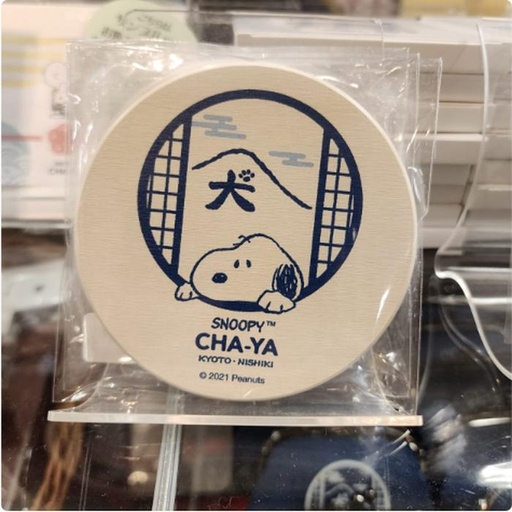 犬
SNOOPY™
CHA-YA
KYOTO・NISHIKI
© 2021 Peanuts